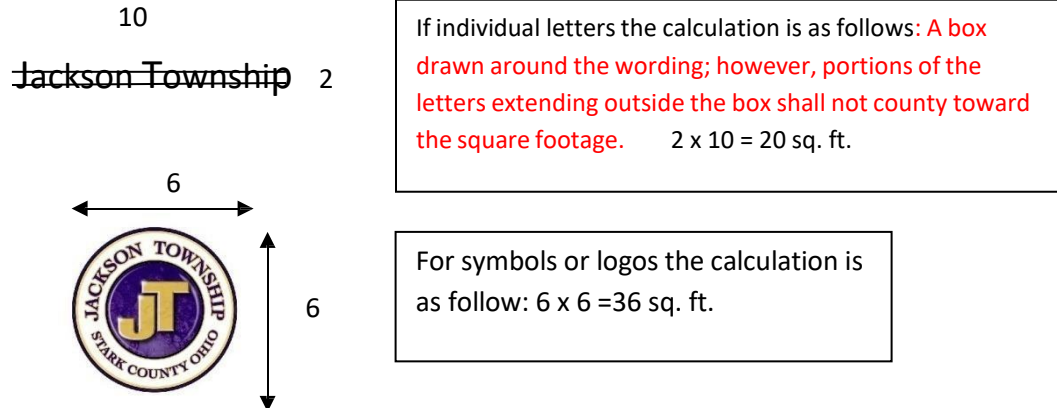 10
Jackson Township 2
If individual letters the calculation is as follows: A box
drawn around the wording; however, portions of the
letters extending outside the box shall not county toward
the square footage. 2 x 10 = 20 sq. ft.
6
6
JACKSON TOWNSHIP
JT
STARK COUNTY OHIO
For symbols or logos the calculation is
as follow: 6 x 6 =36 sq. ft.